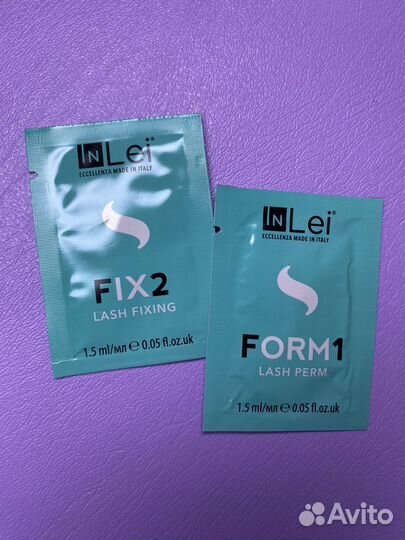 InLei®
ECCELLENZA MADE IN ITALY
FIX2
LASH FIXING
1.5 ml/мл ℮ 0.05 fl.oz.uk
InLei®
ECCELLENZA MADE IN ITALY
FORM1
LASH PERM
1.5 ml/мл ℮ 0.05 fl.oz.uk
Avito